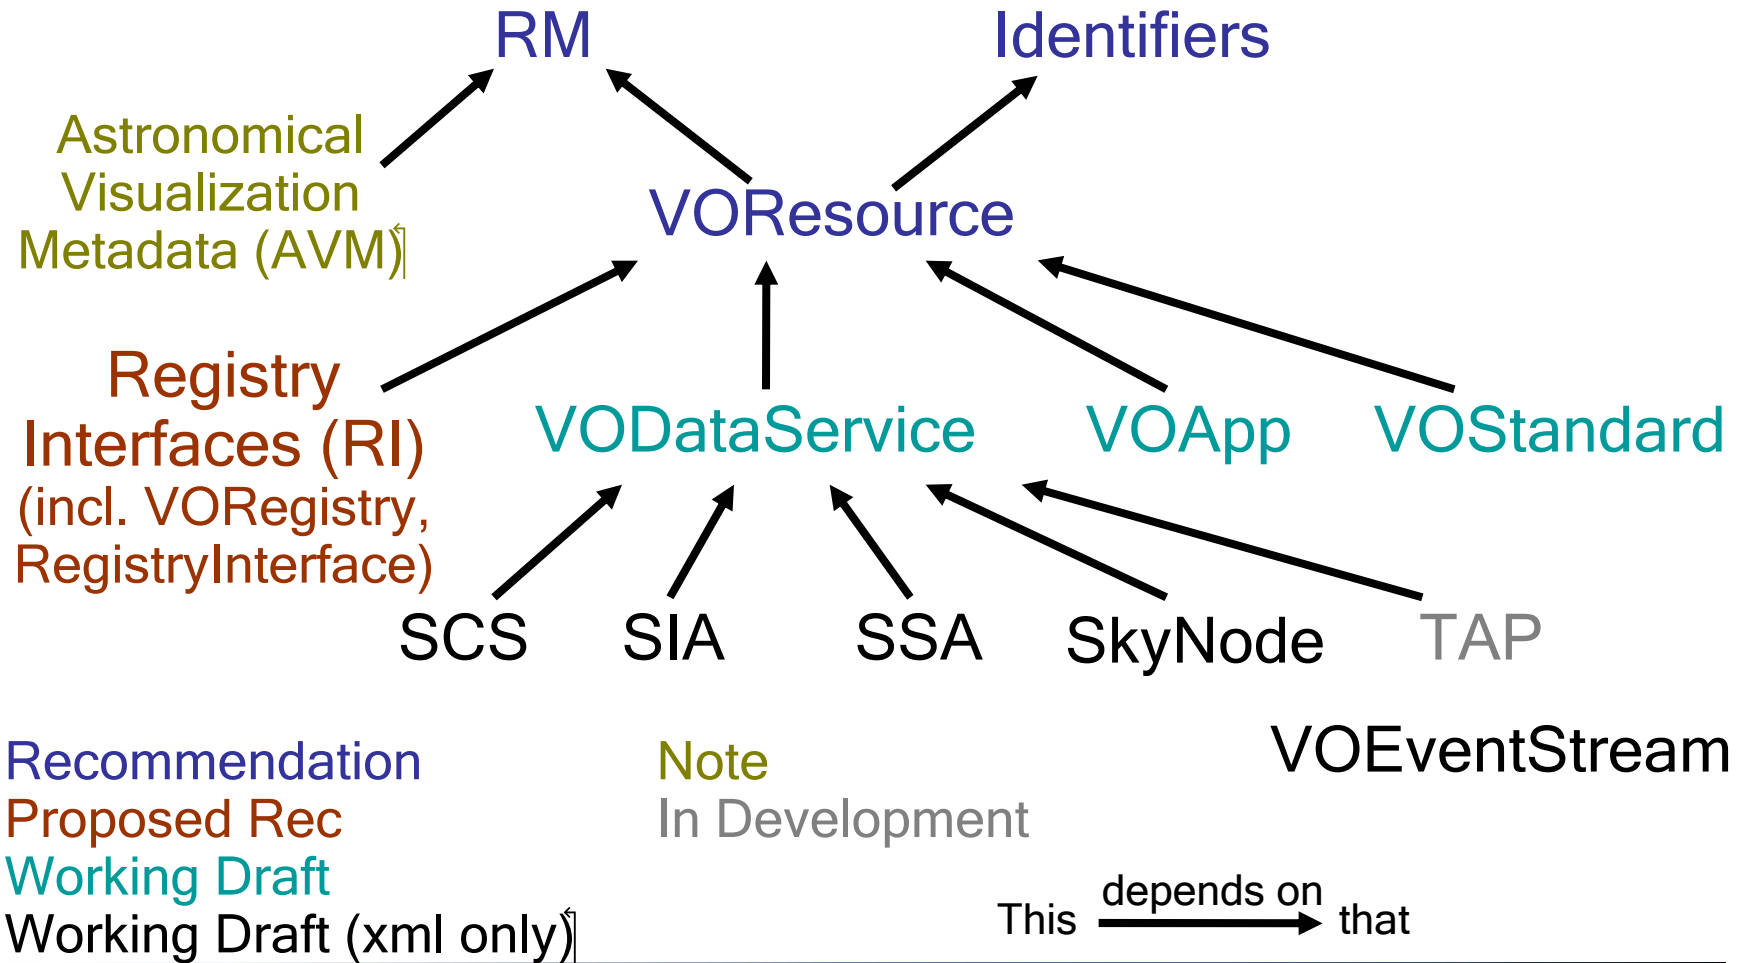 RM
Identifiers
Astronomical
Visualization
Metadata (AVM)
VOResource
Registry
Interfaces (RI)
(incl. VORegistry,
RegistryInterface)
VODataService
VOApp
VOStandard
SCS
SIA
SSA
SkyNode
TAP
VOEventStream
Recommendation
Proposed Rec
Working Draft
Working Draft (xml only)
Note
In Development
depends on
This
that